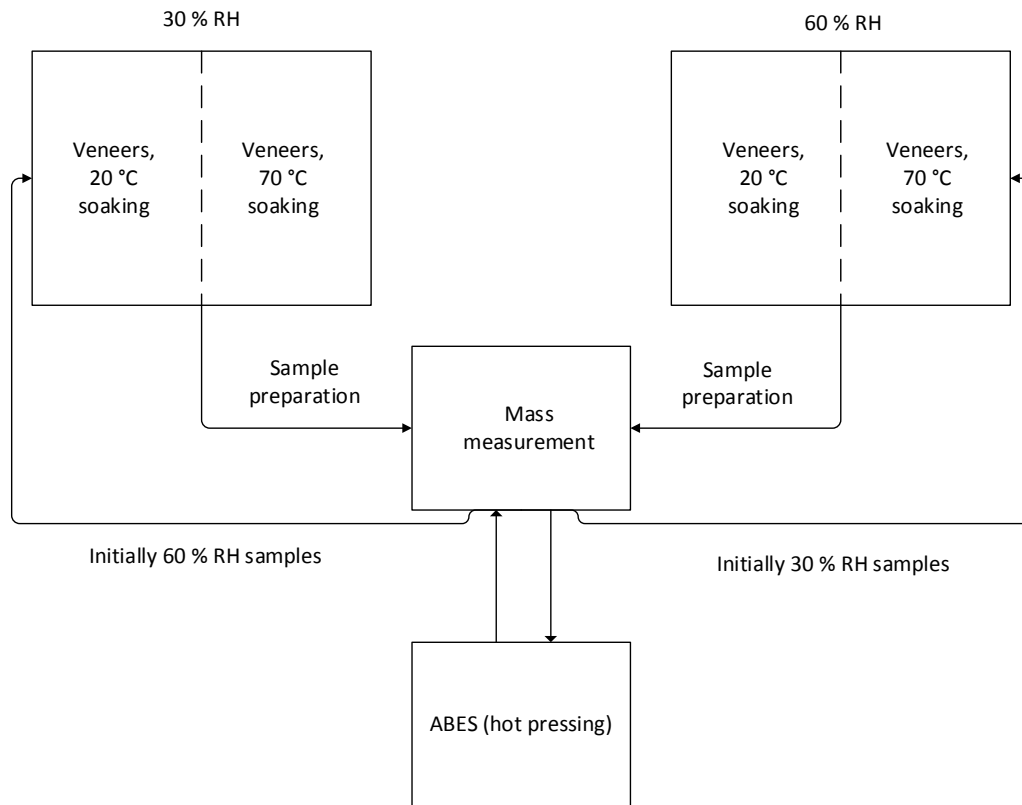 30 % RH
60 % RH
Veneers,
20 °C
soaking
Veneers,
70 °C
soaking
Veneers,
20 °C
soaking
Veneers,
70 °C
soaking
Sample
preparation
Mass
measurement
Sample
preparation
Initially 60 % RH samples
Initially 30 % RH samples
ABES (hot pressing)